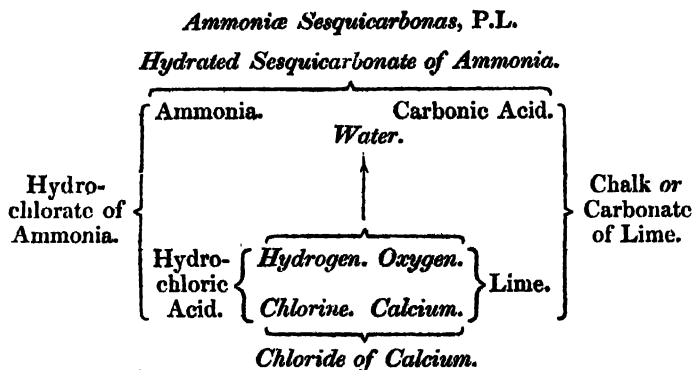 Ammoniæ Sesquicarbonas, P.L.
Hydrated Sesquicarbonate of Ammonia.
Ammonia. Carbonic Acid.
Water.
Hydro-
chlorate of
Ammonia.
Chalk or
Carbonate
of Lime.
Hydro-
chloric
Acid.
Hydrogen. Oxygen.
Chlorine. Calcium.
Lime.
Chloride of Calcium.